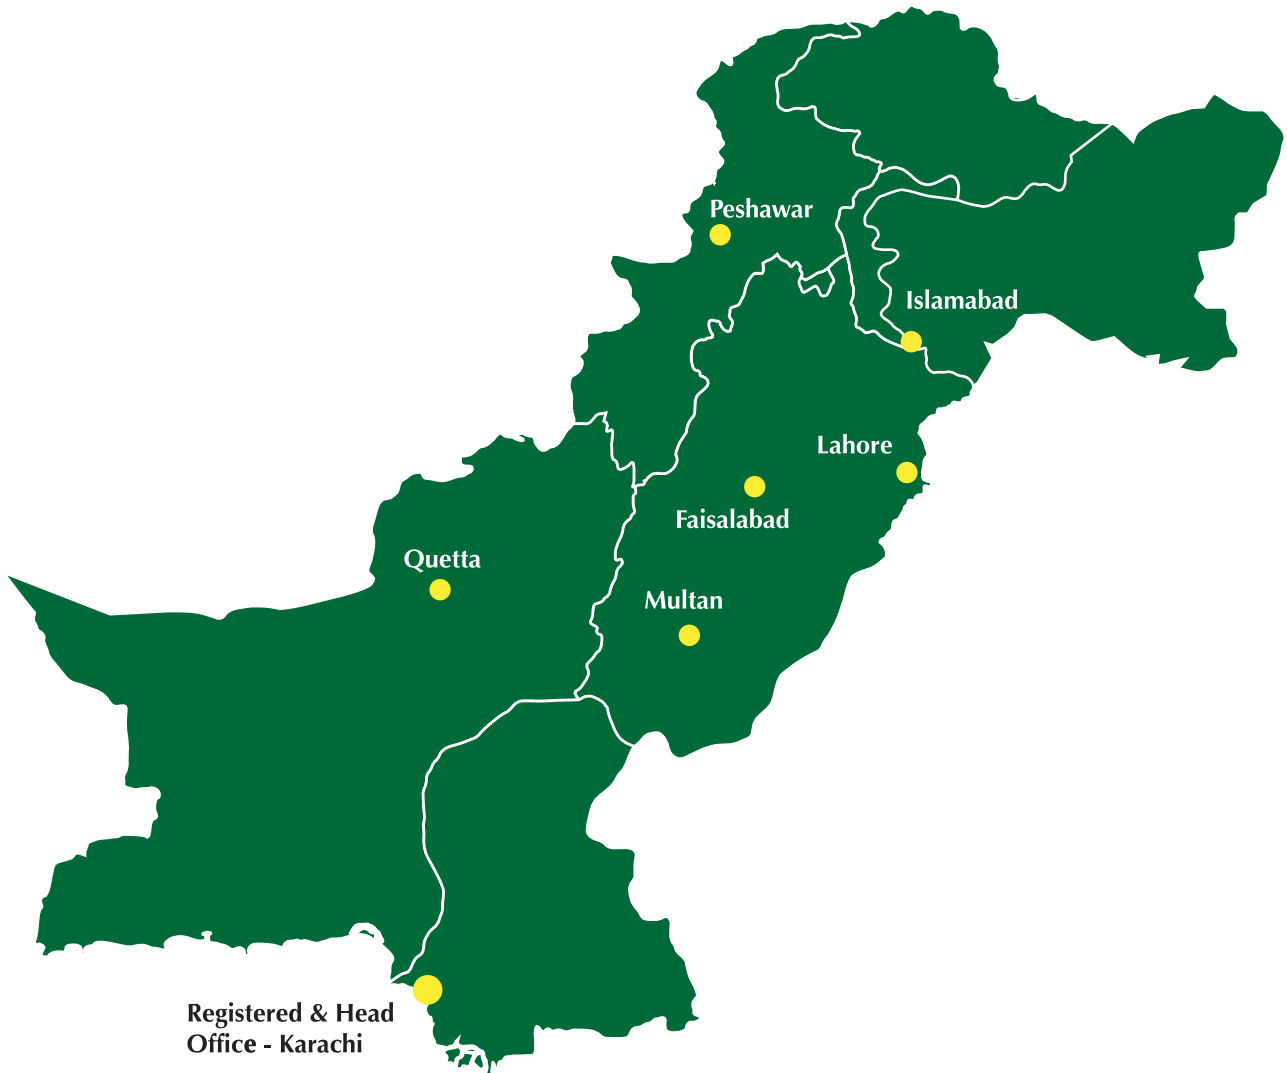 Peshawar
Islamabad
Lahore
Faisalabad
Quetta
Multan
Registered & Head
Office - Karachi